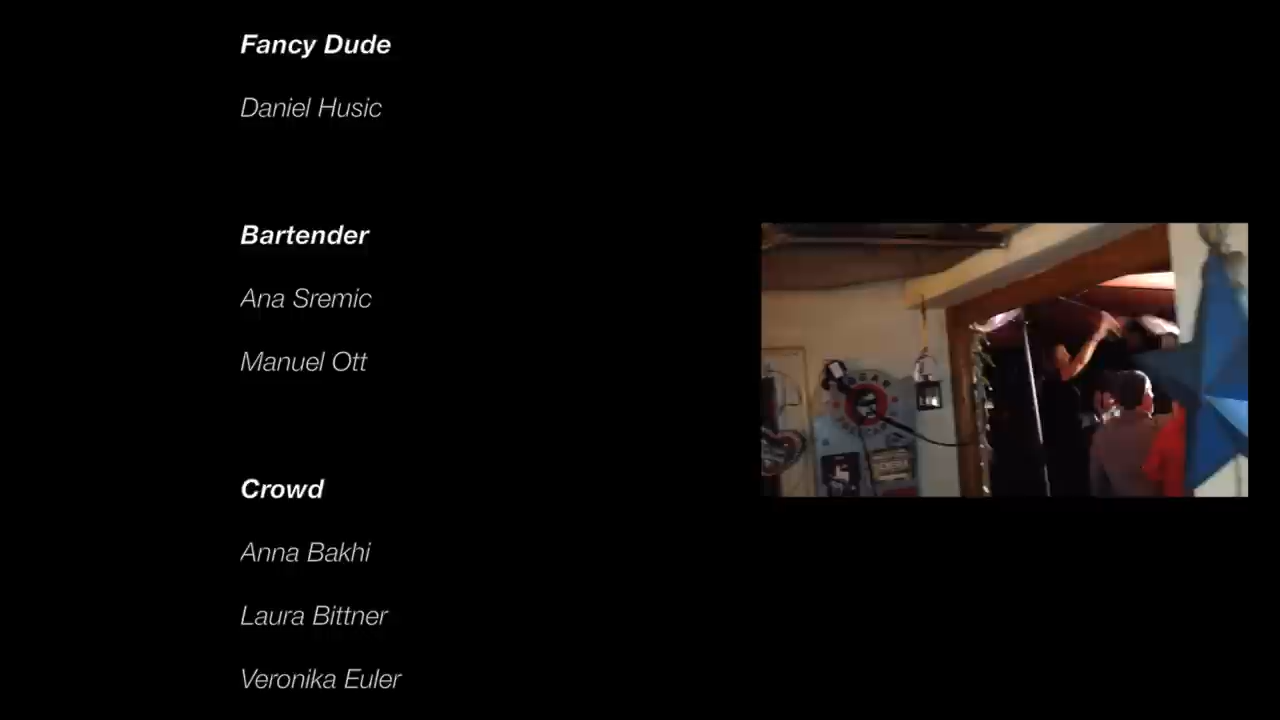 Fancy Dude
Daniel Husic
Bartender
Ana Sremic
Manuel Ott
Crowd
Anna Bakhi
Laura Bittner
Veronika Euler